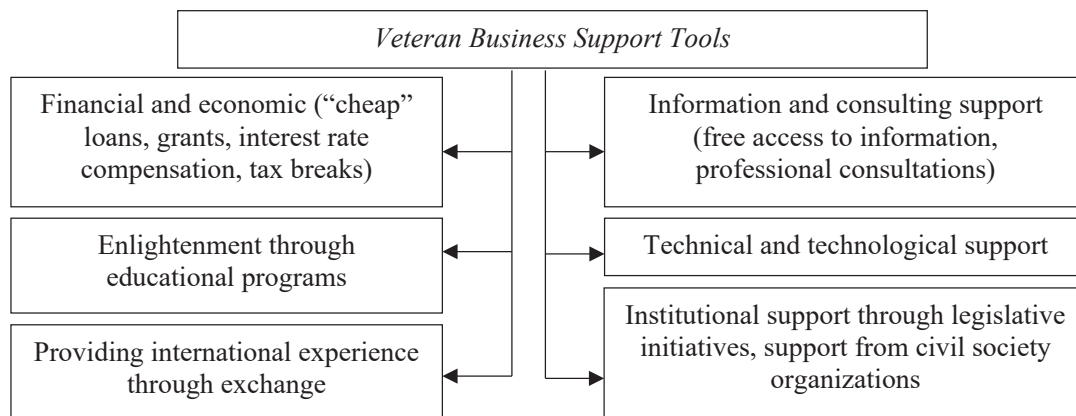 Veteran Business Support Tools
Financial and economic (“cheap”
loans, grants, interest rate
compensation, tax breaks)
Enlightenment through
educational programs
Providing international experience
through exchange
Information and consulting support
(free access to information,
professional consultations)
Technical and technological support
Institutional support through legislative
initiatives, support from civil society
organizations